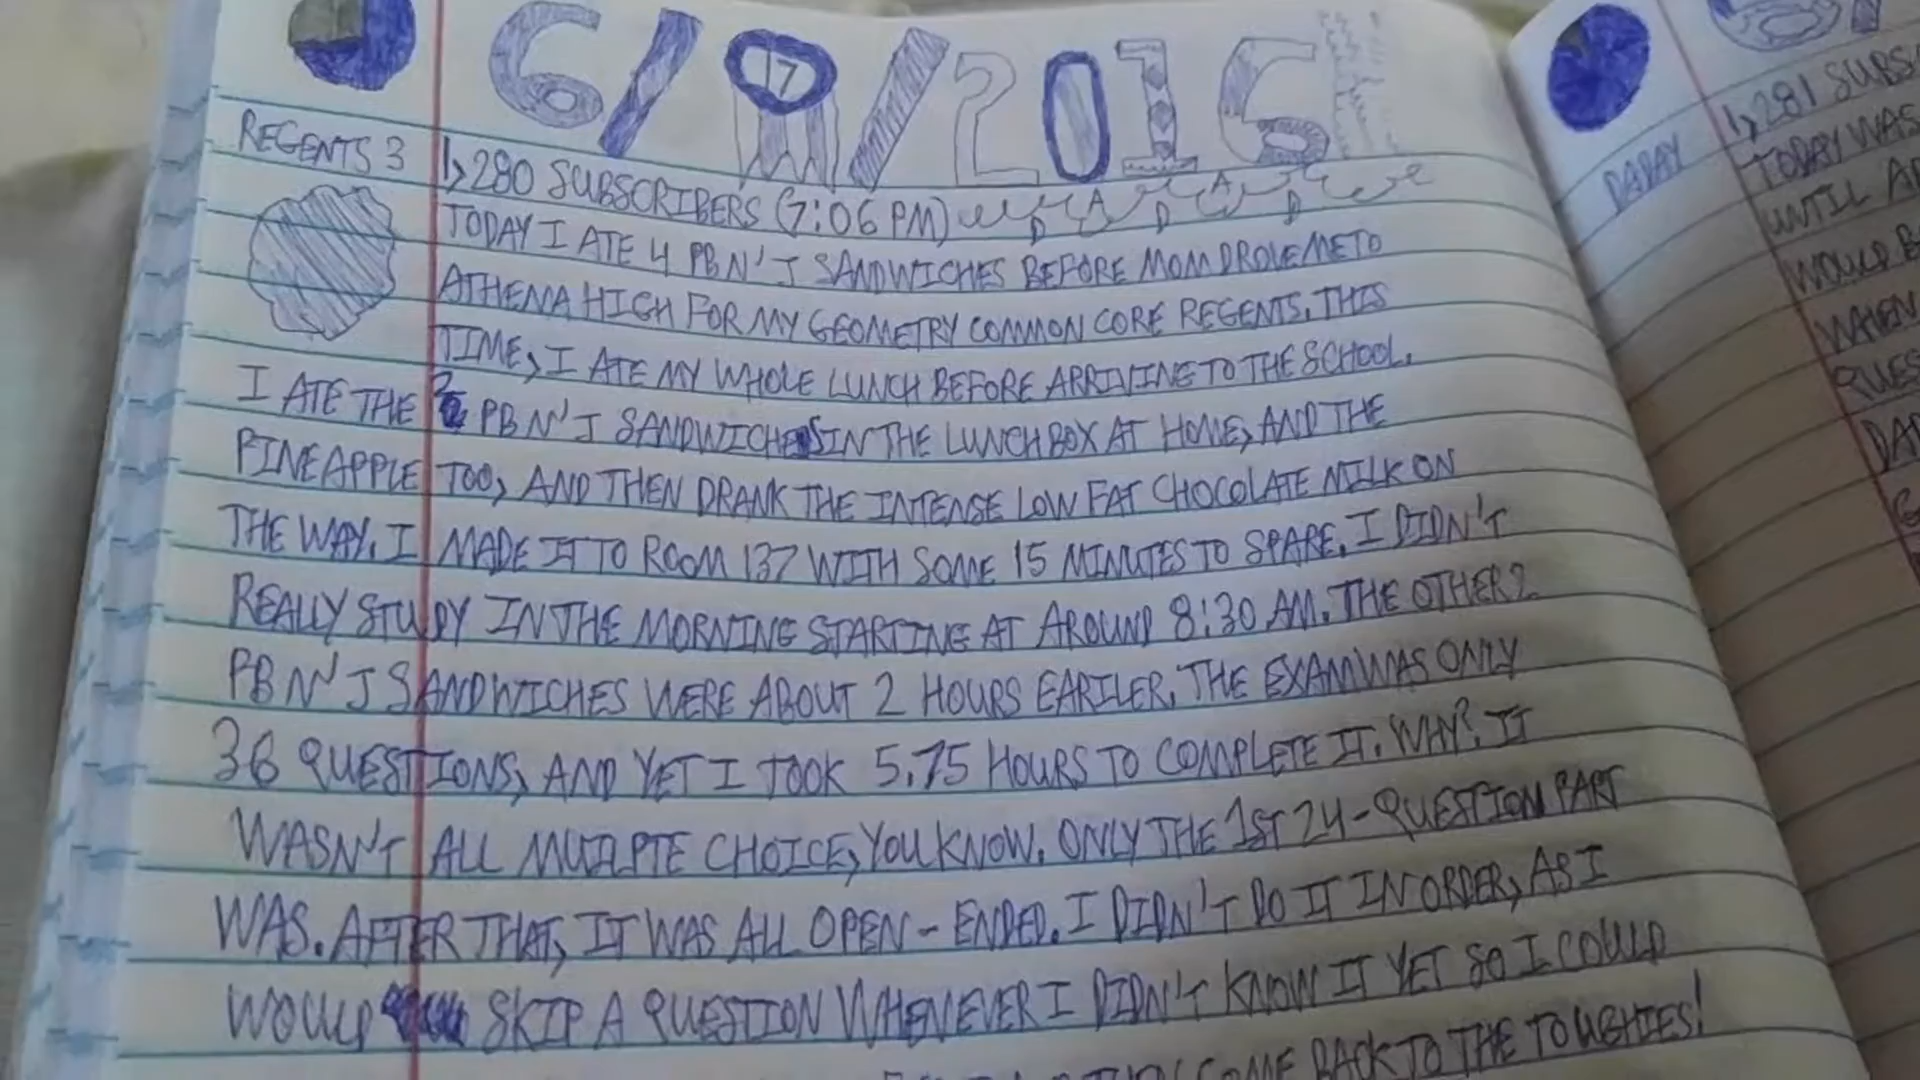 6/17/2016
REGENTS 3
1,280 SUBSCRIBERS (7:06 PM)
TODAY I ATE 4 PB N' J SANDWICHES BEFORE MOM DROVE ME TO
ATHENA HIGH FOR MY GEOMETRY COMMON CORE REGENTS. THIS
TIME, I ATE MY WHOLE LUNCH BEFORE ARRIVING TO THE SCHOOL.
I ATE THE 2 PB N' J SANDWICHES IN THE LUNCH BOX AT HOME, AND THE
PINEAPPLE TOO, AND THEN DRANK THE INTENSE LOW FAT CHOCOLATE MILK ON
THE WAY. I MADE IT TO ROOM 137 WITH SOME 15 MINUTES TO SPARE. I DIDN'T
REALLY STUDY IN THE MORNING STARTING AT AROUND 8:30 AM. THE OTHER 2
PB N' J SANDWICHES WERE ABOUT 2 HOURS EARILER. THE EXAM WAS ONLY
36 QUESTIONS, AND YET I TOOK 5.75 HOURS TO COMPLETE IT. WHY? IT
WASN'T ALL MUILPTE CHOICE, YOU KNOW. ONLY THE 1ST 24-QUESTION PART
WAS. AFTER THAT, IT WAS ALL OPEN-ENDED. I DIDN'T DO IT IN ORDER, AS I
WOULD SKIP A QUESTION WHENEVER I DIDN'T KNOW IT YET SO I COULD
COME BACK TO THE TOUGHIES!
1,281 SUBS
TODAY WAS
UNTIL
WOULD
WHEN
QUES